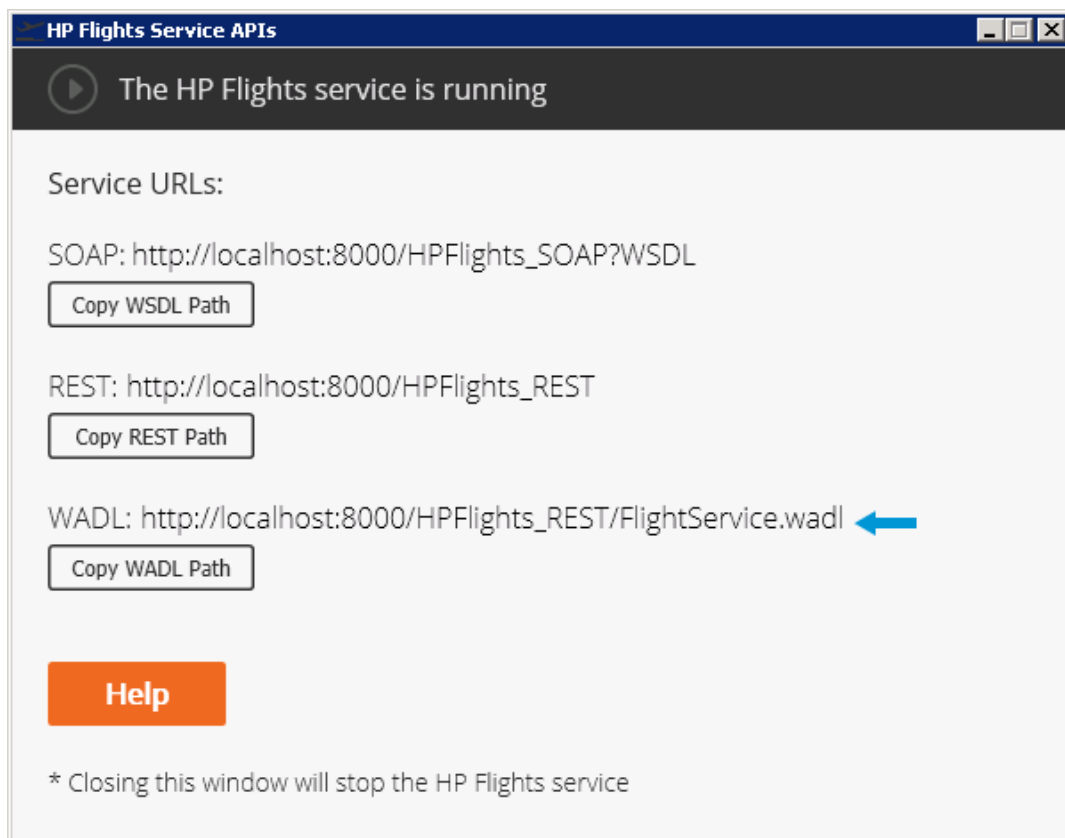 HP Flights Service APIs
The HP Flights service is running
Service URLs:
SOAP: http://localhost:8000/HPFlights_SOAP?WSDL
Copy WSDL Path
REST: http://localhost:8000/HPFlights_REST
Copy REST Path
WADL: http://localhost:8000/HPFlights_REST/FlightService.wadl
Copy WADL Path
Help
* Closing this window will stop the HP Flights service